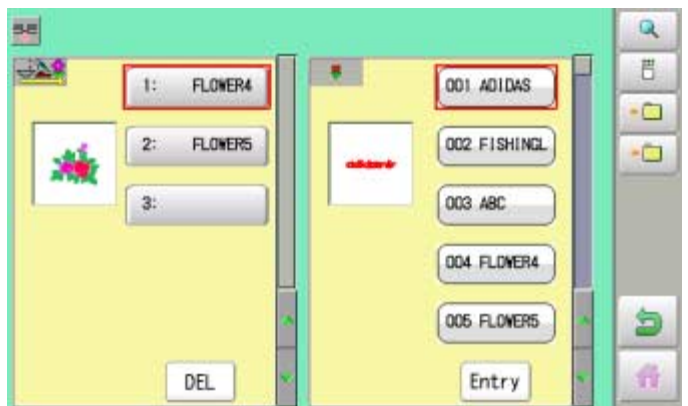 1: FLOWER4
2: FLOWER5
3:
DEL
001 ADIDAS
002 FISHINGL
003 ABC
004 FLOWER4
005 FLOWER5
Entry